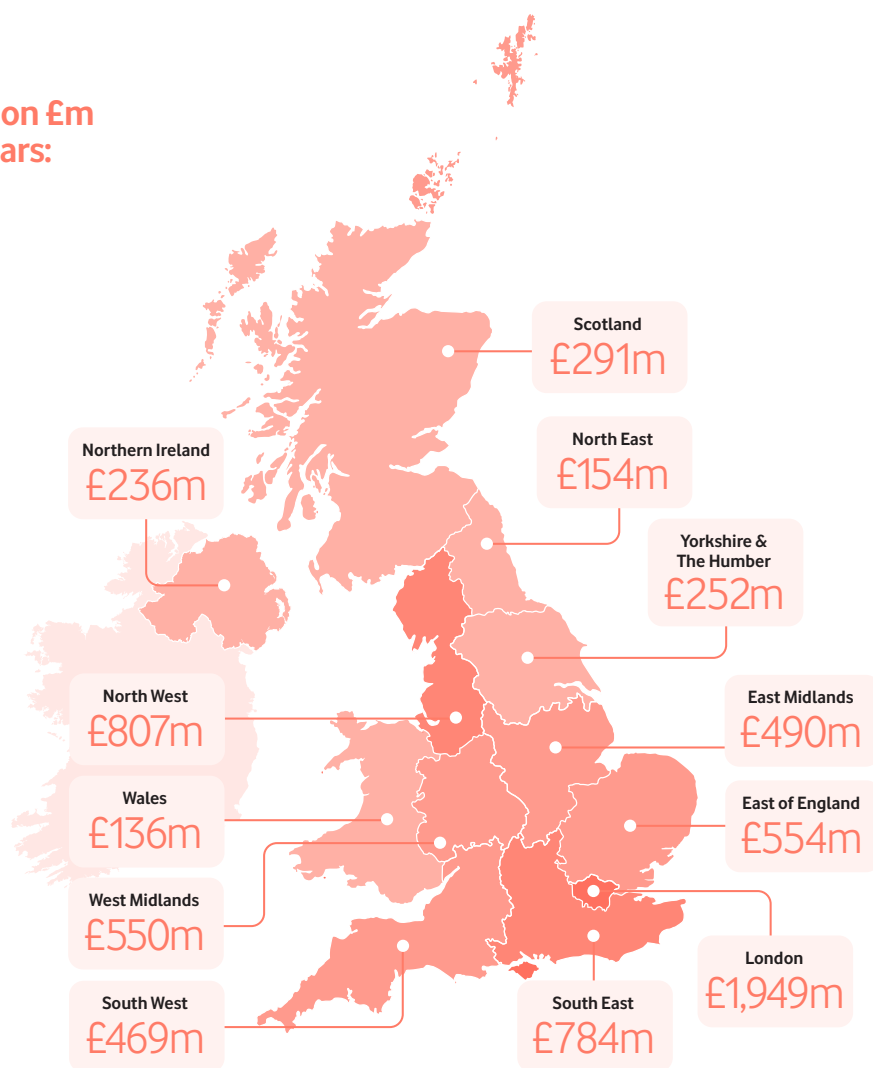 on £m
ars:
Scotland
£291m
North East
£154m
Northern Ireland
£236m
Yorkshire &
The Humber
£252m
North West
£807m
East Midlands
£490m
Wales
£136m
East of England
£554m
West Midlands
£550m
London
£1,949m
South West
£469m
South East
£784m